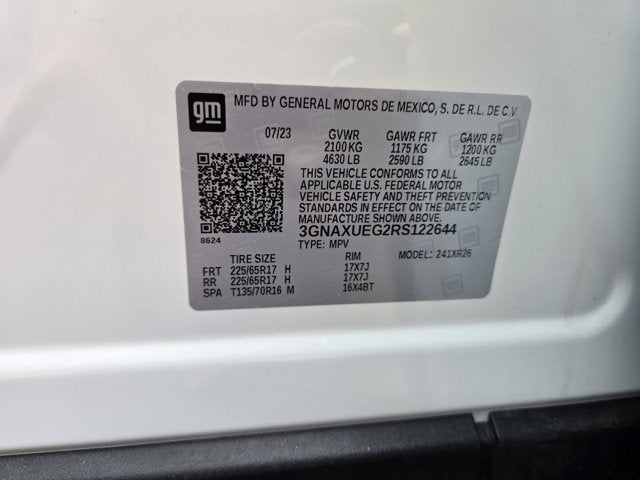 gm MFD BY GENERAL MOTORS DE MEXICO, S. DE R.L. DE C.V.
07/23 GVWR GAWR FRT GAWR RR
2100 KG 1175 KG 1200 KG
4630 LB 2590 LB 2645 LB
THIS VEHICLE CONFORMS TO ALL
APPLICABLE U.S. FEDERAL MOTOR
VEHICLE SAFETY AND THEFT PREVENTION
STANDARDS IN EFFECT ON THE DATE OF
MANUFACTURE SHOWN ABOVE.
3GNAXUEG2RS122644
8624
TYPE: MPV MODEL: 241XR26
TIRE SIZE RIM
FRT 225/65R17 H 17X7J
RR 225/65R17 H 17X7J
SPA T135/70R16 M 16X4BT